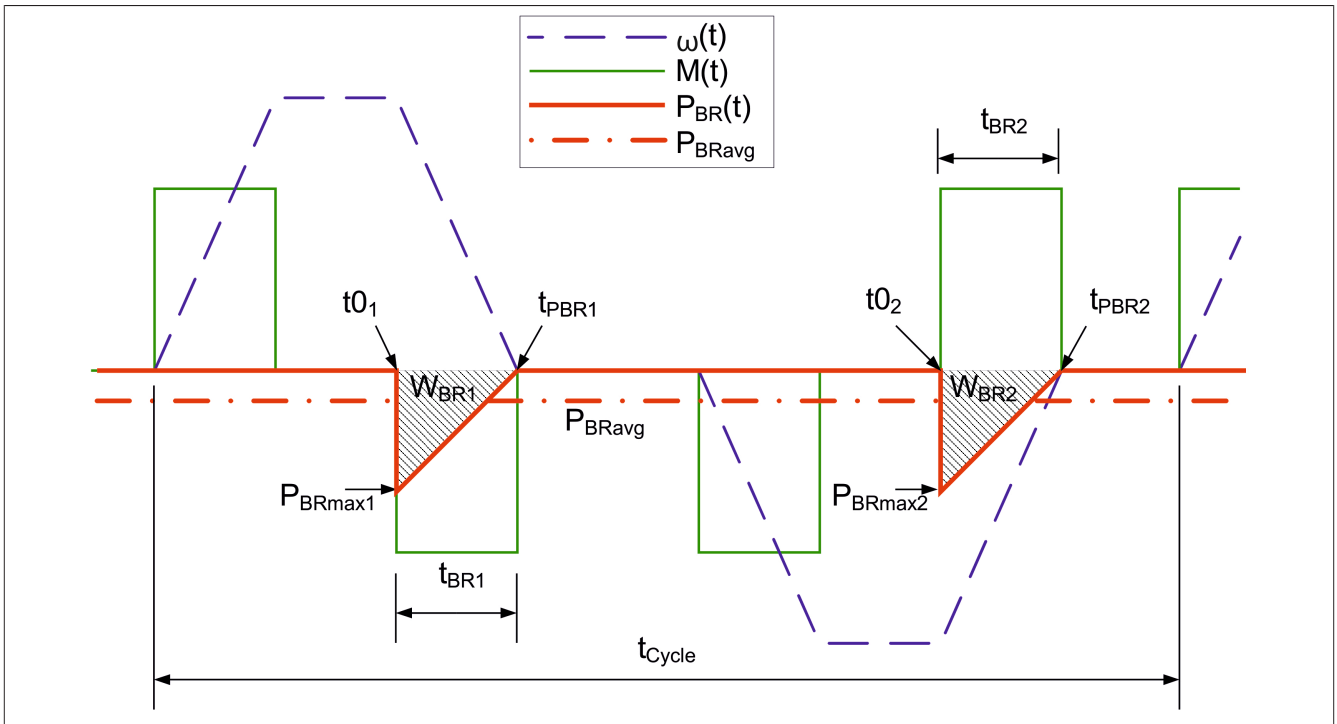 ω(t)
M(t)
P_BR(t)
P_BRavg
t_BR2
t0_1
t_PBR1
t0_2
t_PBR2
W_BR1
W_BR2
P_BRavg
P_BRmax1
P_BRmax2
t_BR1
t_Cycle